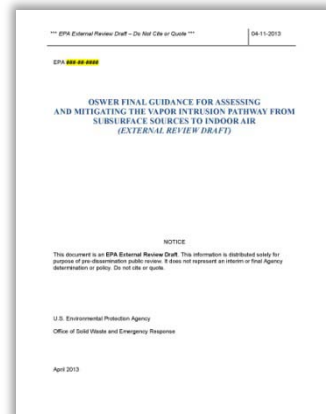 *** EPA External Review Draft – Do Not Cite or Quote ***
04-11-2013
EPA ###-##-####
OSWER FINAL GUIDANCE FOR ASSESSING
AND MITIGATING THE VAPOR INTRUSION PATHWAY FROM
SUBSURFACE SOURCES TO INDOOR AIR
(EXTERNAL REVIEW DRAFT)
NOTICE
This document is an EPA External Review Draft. This information is distributed solely for
purpose of pre-dissemination public review. It does not represent an interim or final Agency
determination or policy. Do not cite or quote.
U.S. Environmental Protection Agency
Office of Solid Waste and Emergency Response
April 2013